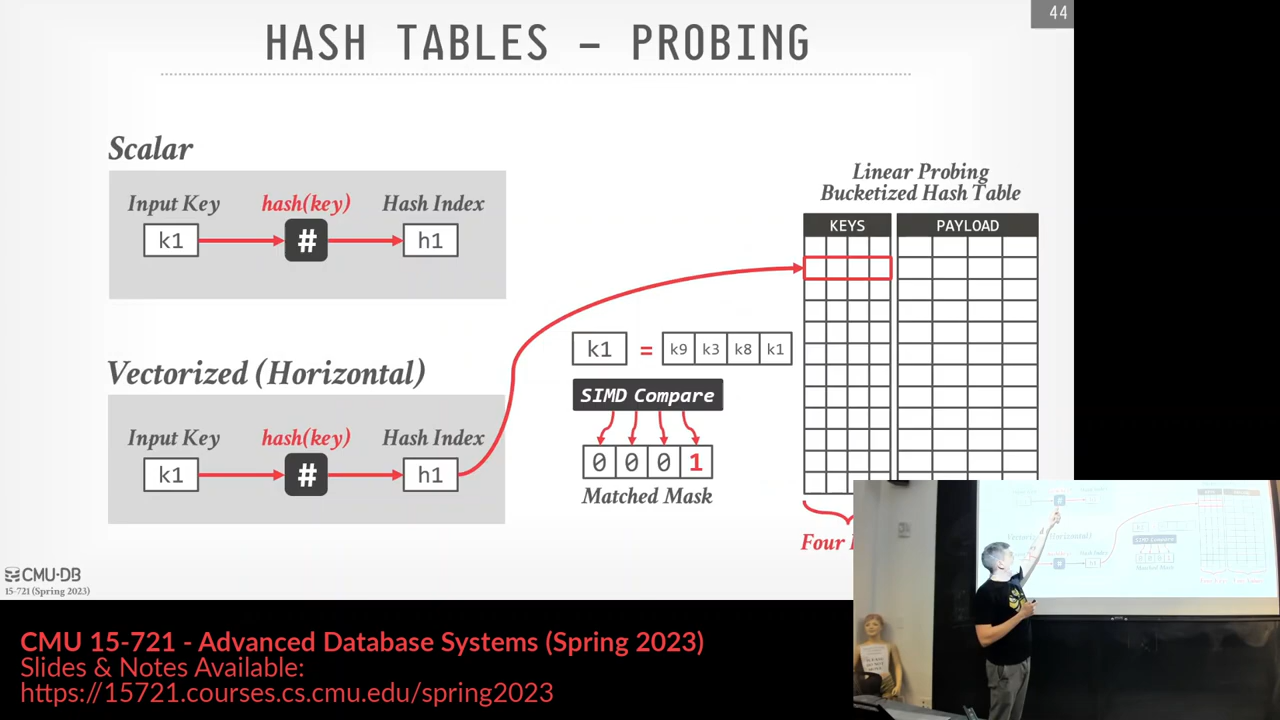 44
HASH TABLES – PROBING
Scalar
Input Key hash(key) Hash Index
k1 # h1
Linear Probing
Bucketized Hash Table
KEYS PAYLOAD
k1 = k9 k3 k8 k1
SIMD Compare
0 0 0 1
Matched Mask
Vectorized (Horizontal)
Input Key hash(key) Hash Index
k1 # h1
Four
CMU·DB
15-721 (Spring 2023)
CMU 15-721 - Advanced Database Systems (Spring 2023)
Slides & Notes Available:
https://15721.courses.cs.cmu.edu/spring2023